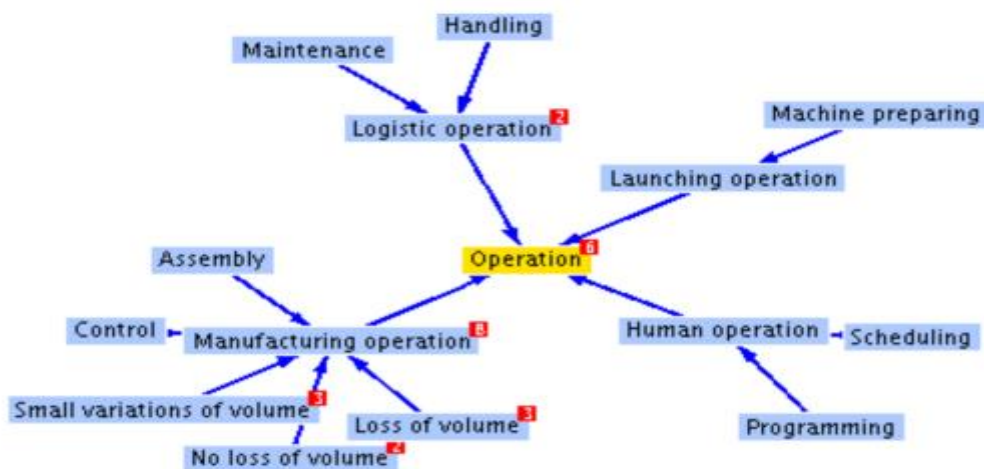 Handling
Maintenance
Logistic operation 2
Machine preparing
Launching operation
Operation 6
Assembly
Control
Manufacturing operation 8
Human operation
Scheduling
Small variations of volume 3
Loss of volume 3
No loss of volume 2
Programming